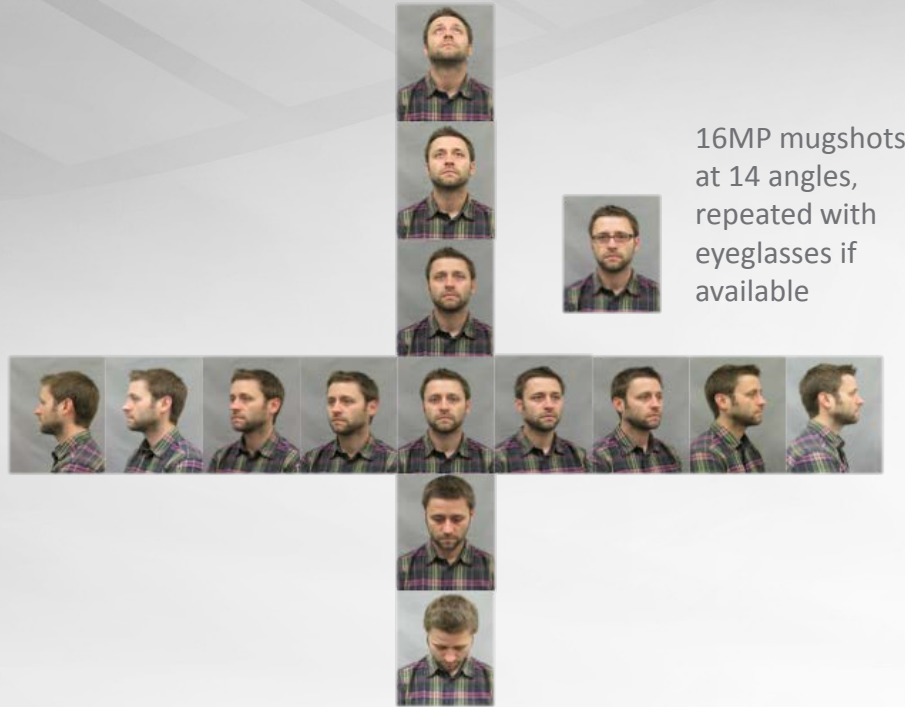 16MP mugshots
at 14 angles,
repeated with
eyeglasses if
available